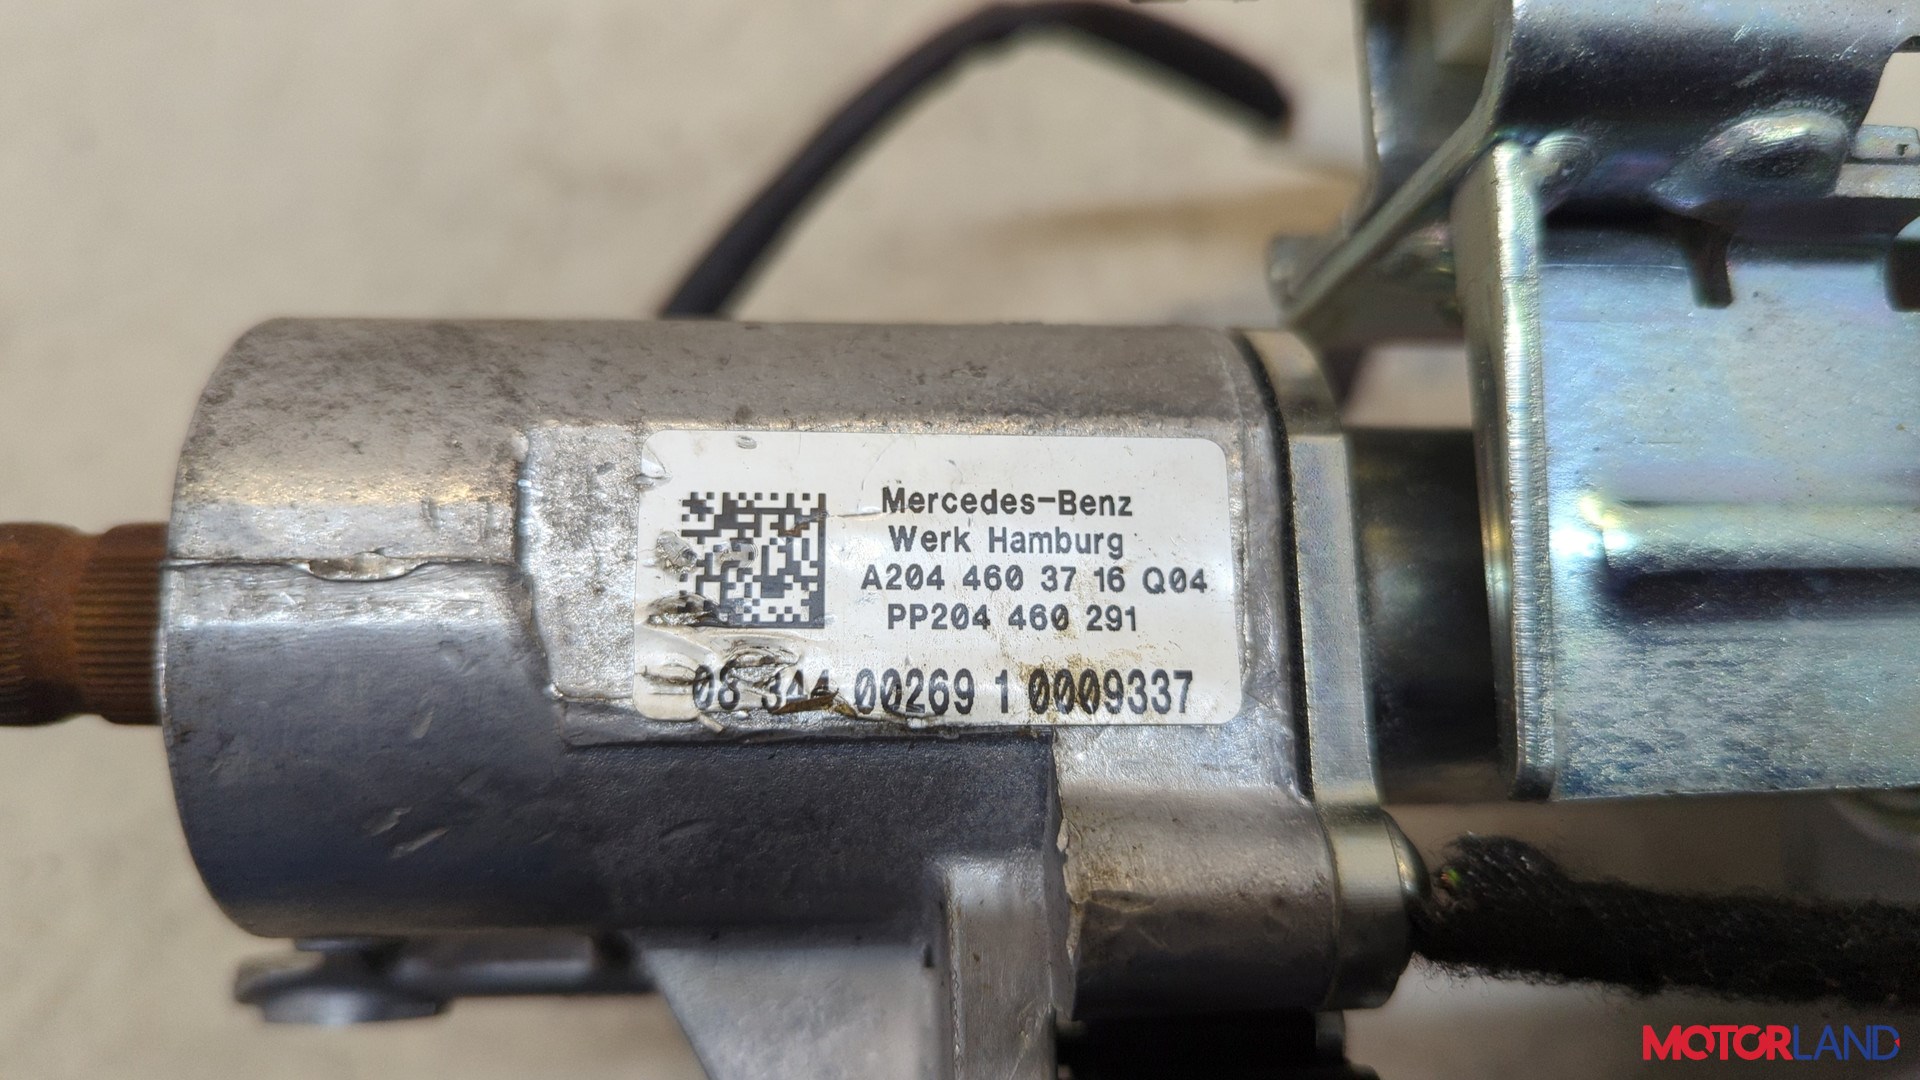 Mercedes-Benz
Werk Hamburg
A204 460 37 16 Q04
PP204 460 291
08 344 00269 1 0009337
MOTORLAND